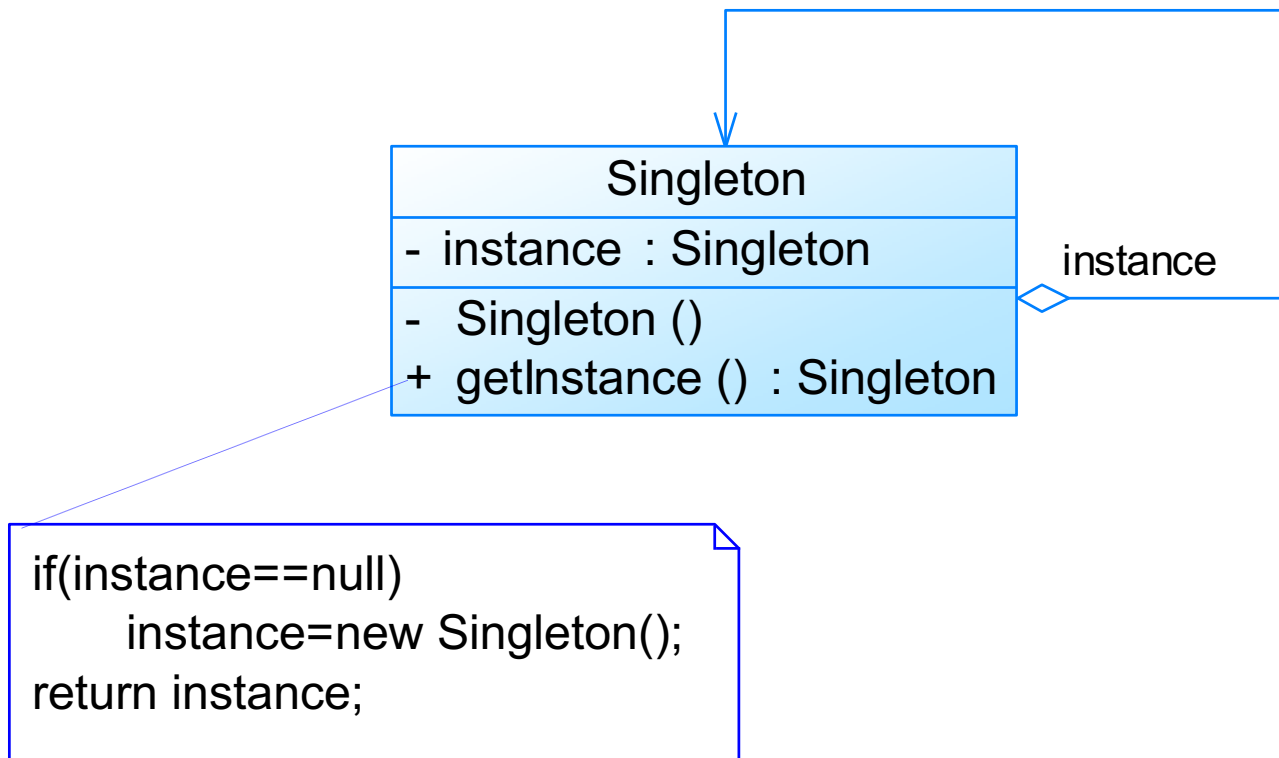 Singleton
- instance : Singleton
instance
- Singleton ()
+ getInstance () : Singleton
if(instance==null)
instance=new Singleton();
return instance;